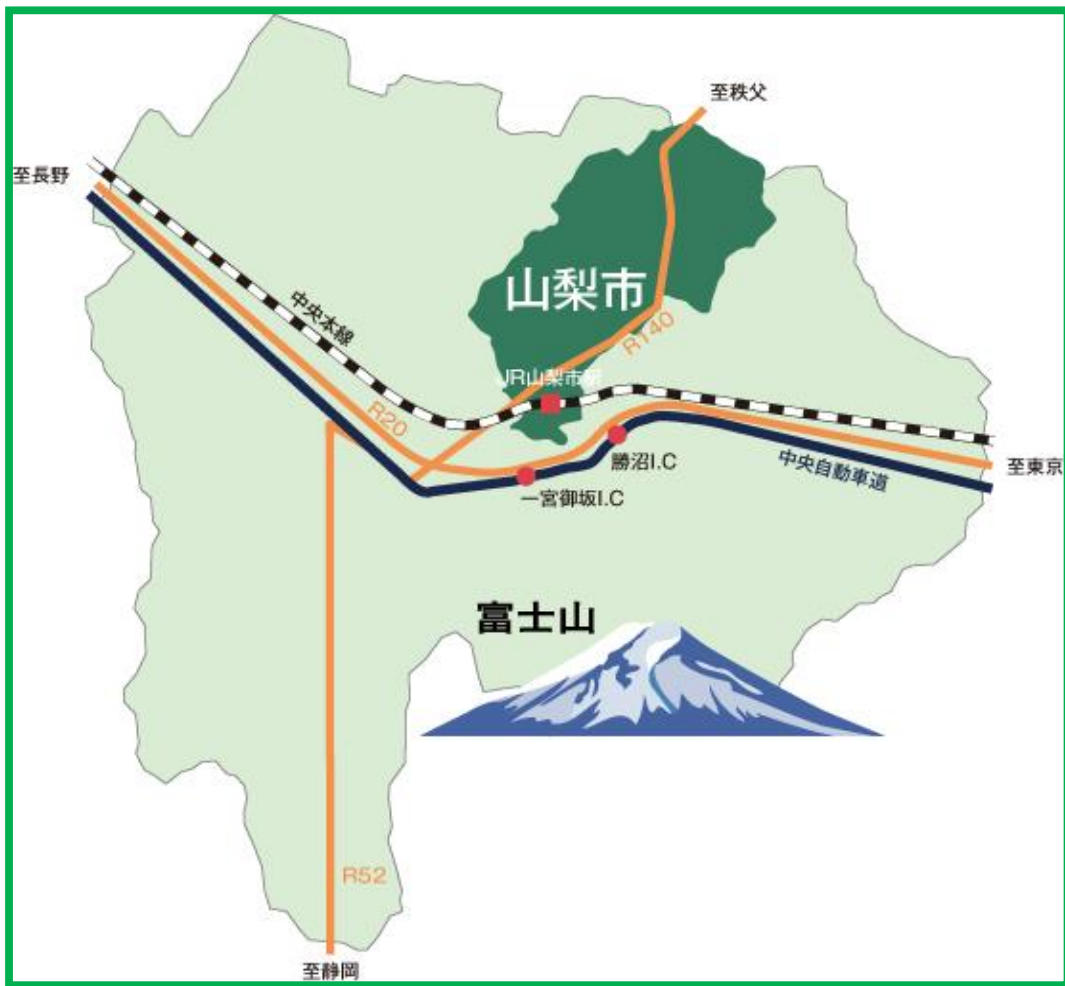 至秩父
至長野
山梨市
中央本線
R140
JR山梨市駅
R20
勝沼I.C
中央自動車道
至東京
一宮御坂I.C
富士山
R52
至静岡